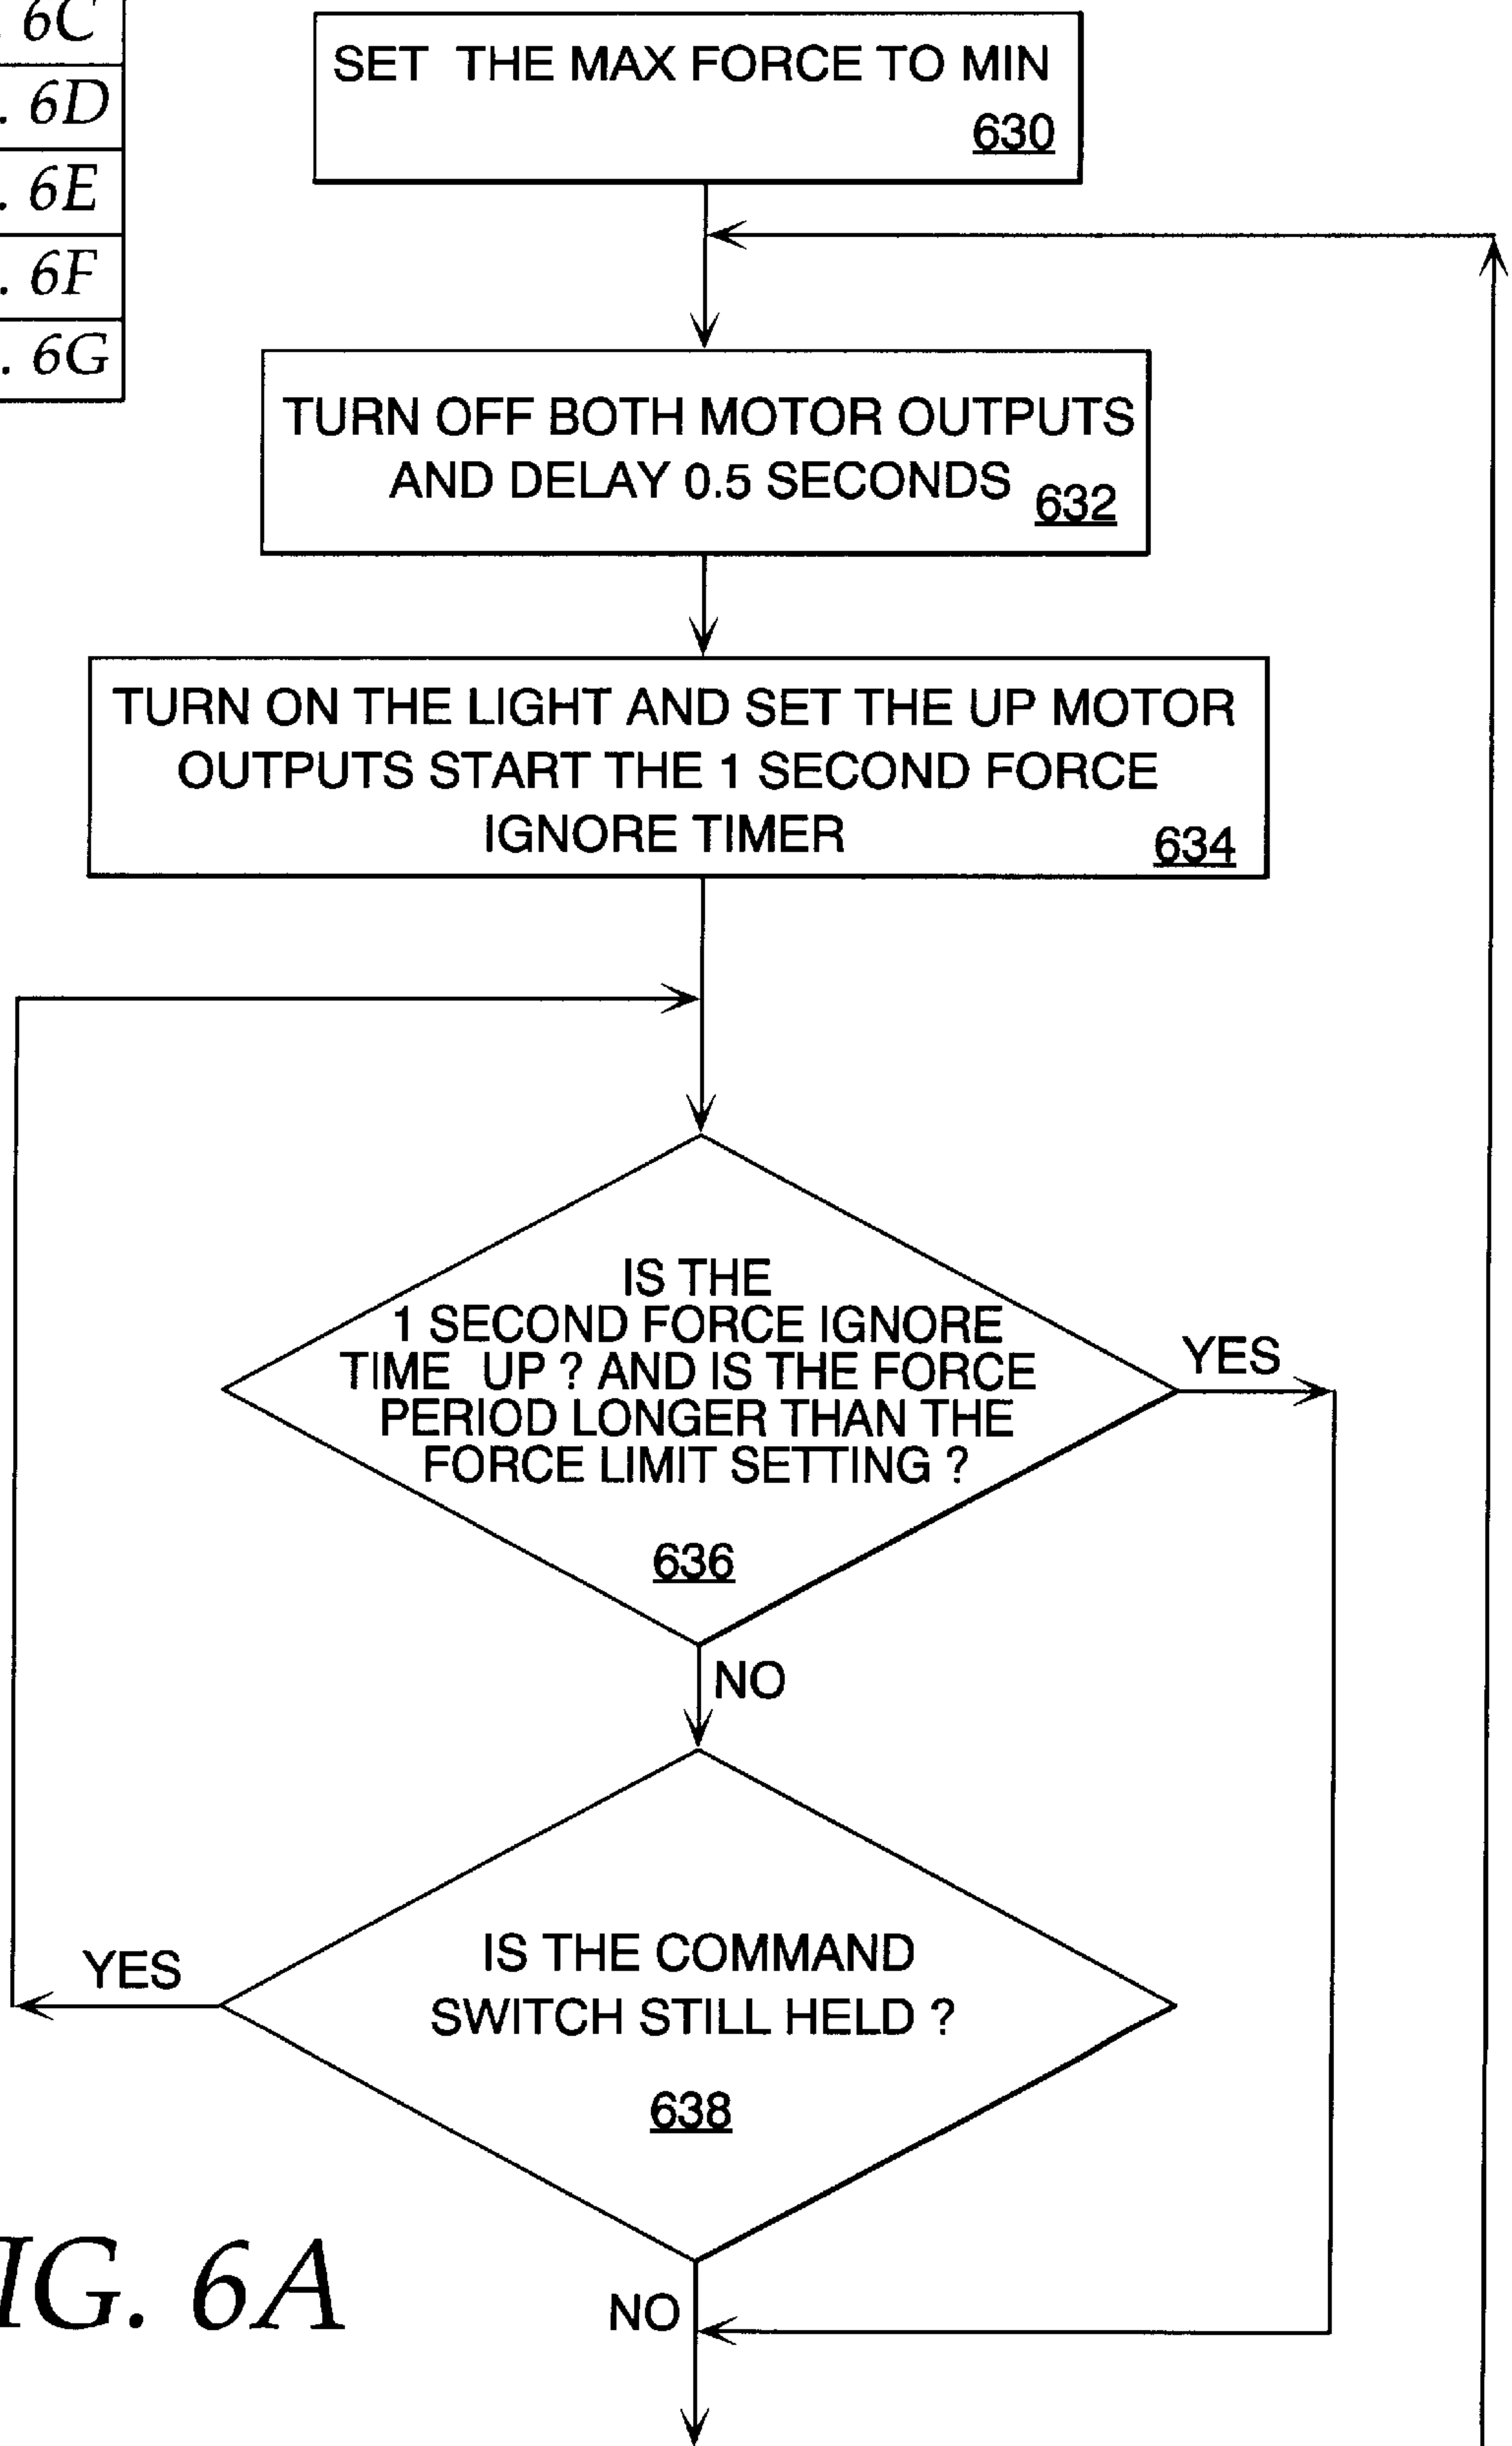 . 6C
. 6D
. 6E
. 6F
. 6G
SET THE MAX FORCE TO MIN
630
TURN OFF BOTH MOTOR OUTPUTS
AND DELAY 0.5 SECONDS
632
TURN ON THE LIGHT AND SET THE UP MOTOR
OUTPUTS START THE 1 SECOND FORCE
IGNORE TIMER
634
IS THE
1 SECOND FORCE IGNORE
TIME UP ? AND IS THE FORCE
PERIOD LONGER THAN THE
FORCE LIMIT SETTING ?
636
YES
NO
IS THE COMMAND
SWITCH STILL HELD ?
638
YES
NO
IG. 6A